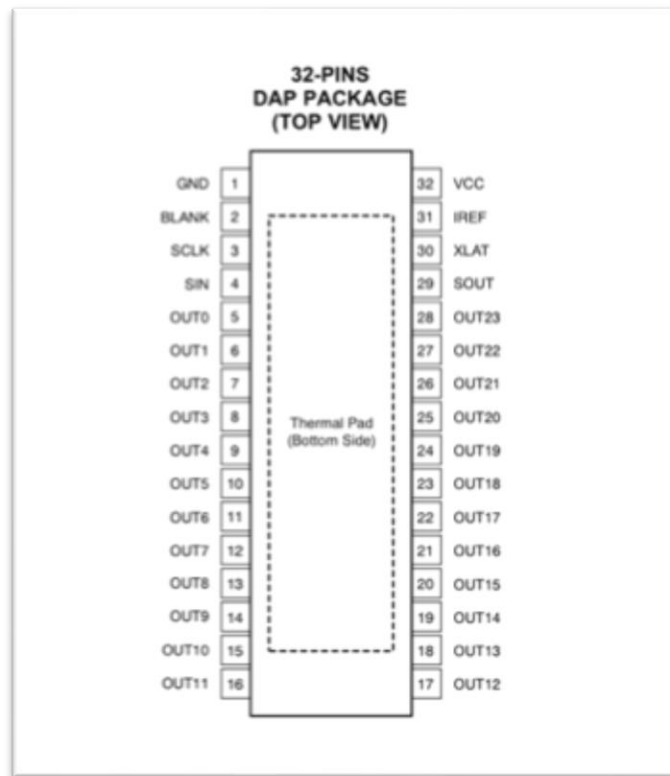 32-PINS
DAP PACKAGE
(TOP VIEW)
GND 1 32 VCC
BLANK 2 31 IREF
SCLK 3 30 XLAT
SIN 4 29 SOUT
OUT0 5 28 OUT23
OUT1 6 27 OUT22
OUT2 7 26 OUT21
OUT3 8 25 OUT20
Thermal Pad
(Bottom Side)
OUT4 9 24 OUT19
OUT5 10 23 OUT18
OUT6 11 22 OUT17
OUT7 12 21 OUT16
OUT8 13 20 OUT15
OUT9 14 19 OUT14
OUT10 15 18 OUT13
OUT11 16 17 OUT12